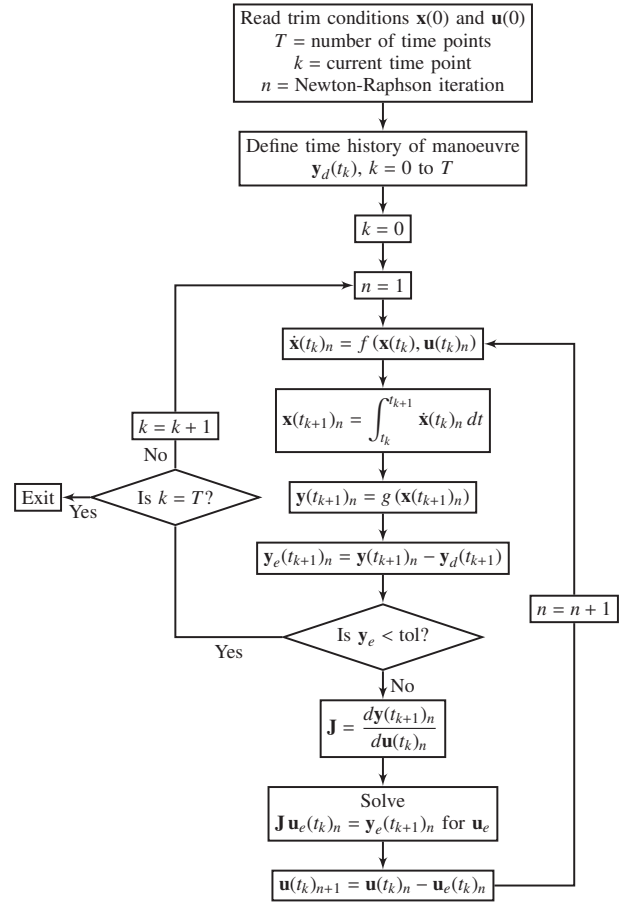 Read trim conditions x(0) and u(0)
T = number of time points
k = current time point
n = Newton-Raphson iteration
Define time history of manoeuvre
y_d(t_k), k = 0 to T
k = 0
n = 1
ẋ(t_k)_n = f (x(t_k), u(t_k)_n)
x(t_{k+1})_n = ∫_{t_k}^{t_{k+1}} ẋ(t_k)_n dt
k = k + 1
No
Is k = T?
Exit
Yes
y(t_{k+1})_n = g (x(t_{k+1})_n)
y_e(t_{k+1})_n = y(t_{k+1})_n − y_d(t_{k+1})
n = n + 1
Is y_e < tol?
Yes
No
J = dy(t_{k+1})_n / du(t_k)_n
Solve
J u_e(t_k)_n = y_e(t_{k+1})_n for u_e
u(t_k)_{n+1} = u(t_k)_n − u_e(t_k)_n